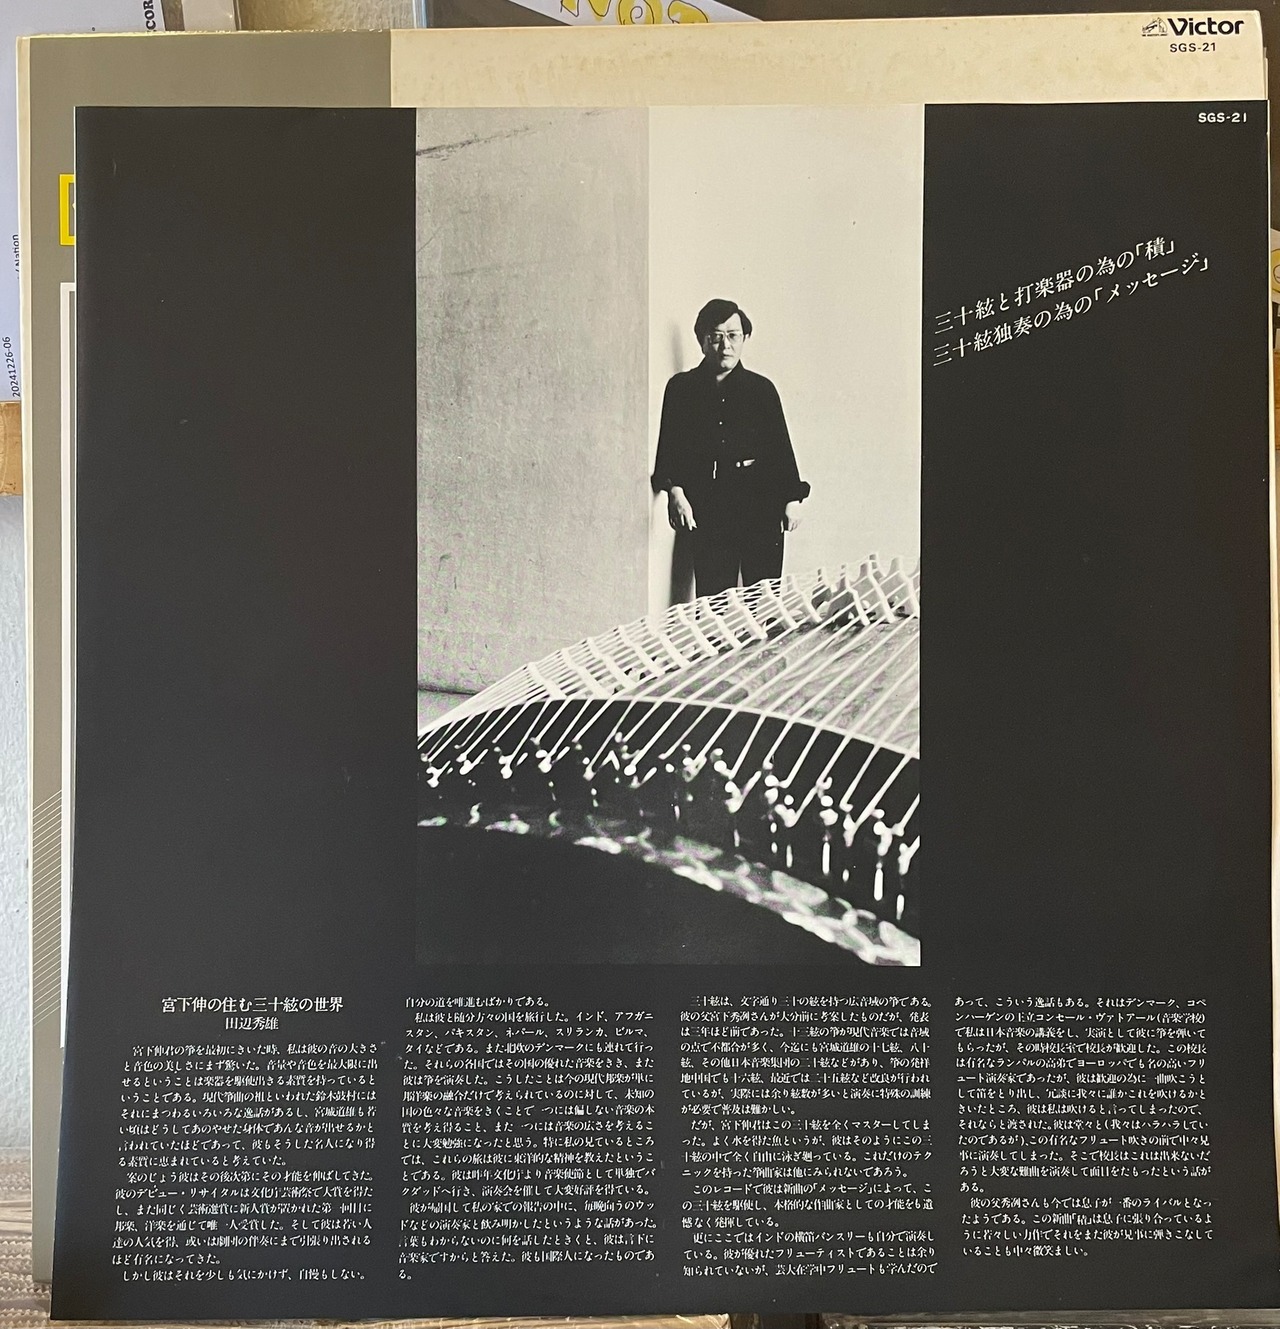 NOT
CORD
Nation
20241226-06
Victor
SGS-21
SGS-21
三十絃と打楽器の為の「積」
三十絃独奏の為の「メッセージ」
宮下伸の住む三十絃の世界
田辺秀雄
宮下伸君の箏を最初にきいた時、私は彼の音の大きさ
と音色の美しさにまず驚いた。音量や音色を最大限に出
せるということは楽器を駆使出きる素質を持っていると
いうことである。現代箏曲の祖といわれた鈴木鼓村には
それにまつわるいろいろな逸話があるし、宮城道雄も若
い頃はどうしてあのやせた身体であんな音が出せるかと
言われていたほどであって、彼もそうした名人になり得
る素質に恵まれていると考えていた。
案のじょう彼はその後次第にその才能を伸ばしてきた。
彼のデビュー・リサイタルは文化庁芸術祭で大賞を得た
し、また同じく芸術選賞に新人賞が置かれた第一回目に
邦楽、洋楽を通じて唯一人受賞した。そして彼は若い人
達の人気を得、或いは劇団の伴奏にまで引張り出される
ほど有名になってきた。
しかし彼はそれを少しも気にかけず、自慢もしない。
自分の道を唯進むばかりである。
私は彼と随分方々の国を旅行した。インド、アフガニ
スタン、パキスタン、ネパール、スリランカ、ビルマ、
タイなどである。また北欧のデンマークにも連れて行っ
た。それらの各国ではその国の優れた音楽をきき、また
彼は箏を演奏した。こうしたことは今の現代邦楽が単に
邦洋楽の融合だけで考えられているのに対して、未知の
国の色々な音楽をきくことで一つには偏しない音楽の本
質を考え得ること、また一つには音楽の広さを考えるこ
とに大変勉強になったと思う。特に私の見ているところ
では、これらの旅は彼に東洋的な精神を教えたというこ
とである。彼は昨年文化庁より音楽使節として単独でバ
クダッドへ行き、演奏会を催して大変好評を得ている。
彼が帰国して私の家での報告の中に、毎晩向うのウッ
ドなどの演奏家と飲み明かしたというような話があった。
言葉もわからないのに何を話したときくと、彼は言下に
音楽家ですからと答えた。彼も国際人になったものであ
る。
三十絃は、文字通り三十の絃を持つ広音域の箏である。
彼の父宮下秀冽さんが大分前に考案したものだが、発表
は三年ほど前であった。十三絃の箏が現代音楽では音域
の点で不都合が多く、今迄にも宮城道雄の十七絃、八十
絃、その他日本音楽集団の二十絃などがあり、箏の発祥
地中国でも十六絃、最近では二十五絃など改良が行われ
ているが、実際には余り絃数が多いと演奏に特殊の訓練
が必要で普及は難かしい。
だが、宮下伸君はこの三十絃を全くマスターしてしま
った。よく水を得た魚というが、彼はそのようにこの三
十絃の中で全く自由に泳ぎ廻っている。これだけのテク
ニックを持った箏曲家は他にみられないであろう。
このレコードで彼は新曲の「メッセージ」によって、こ
の三十絃を駆使し、本格的な作曲家としての才能をも遺
憾なく発揮している。
更にここではインドの横笛バンスリーも自分で演奏し
ている。彼が優れたフリューティストであることは余り
知られていないが、芸大在学中フリュートも学んだので
あって、こういう逸話もある。それはデンマーク、コペ
ンハーゲンの王立コンセール・ヴァトアール(音楽学校)
で私は日本音楽の講義をし、実演として彼に箏を弾いて
もらったが、その時校長室で校長が歓迎した。この校長
は有名なランパルの高弟でヨーロッパでも名の高いフリ
ュート演奏家であったが、彼は歓迎の為に一曲吹こうと
して笛をとり出し、冗談に我々に誰かこれを吹けるかと
きいたところ、彼は私は吹けると言ってしまったので、
それならと渡された。彼は堂々とく我々はハラハラしてい
たのであるが)、この有名なフリュート吹きの前で中々見
事に演奏してしまった。そこで校長はこれは出来ないだ
ろうと大変な難曲を演奏して面目をたもったという話が
ある。
彼の父秀冽さんも今では息子が一番のライバルとなっ
たようである。この新曲「積」は息子に張り合っているよ
うに若々しい力作でそれをまた彼が見事に弾きこなして
いることも中々微笑ましい。